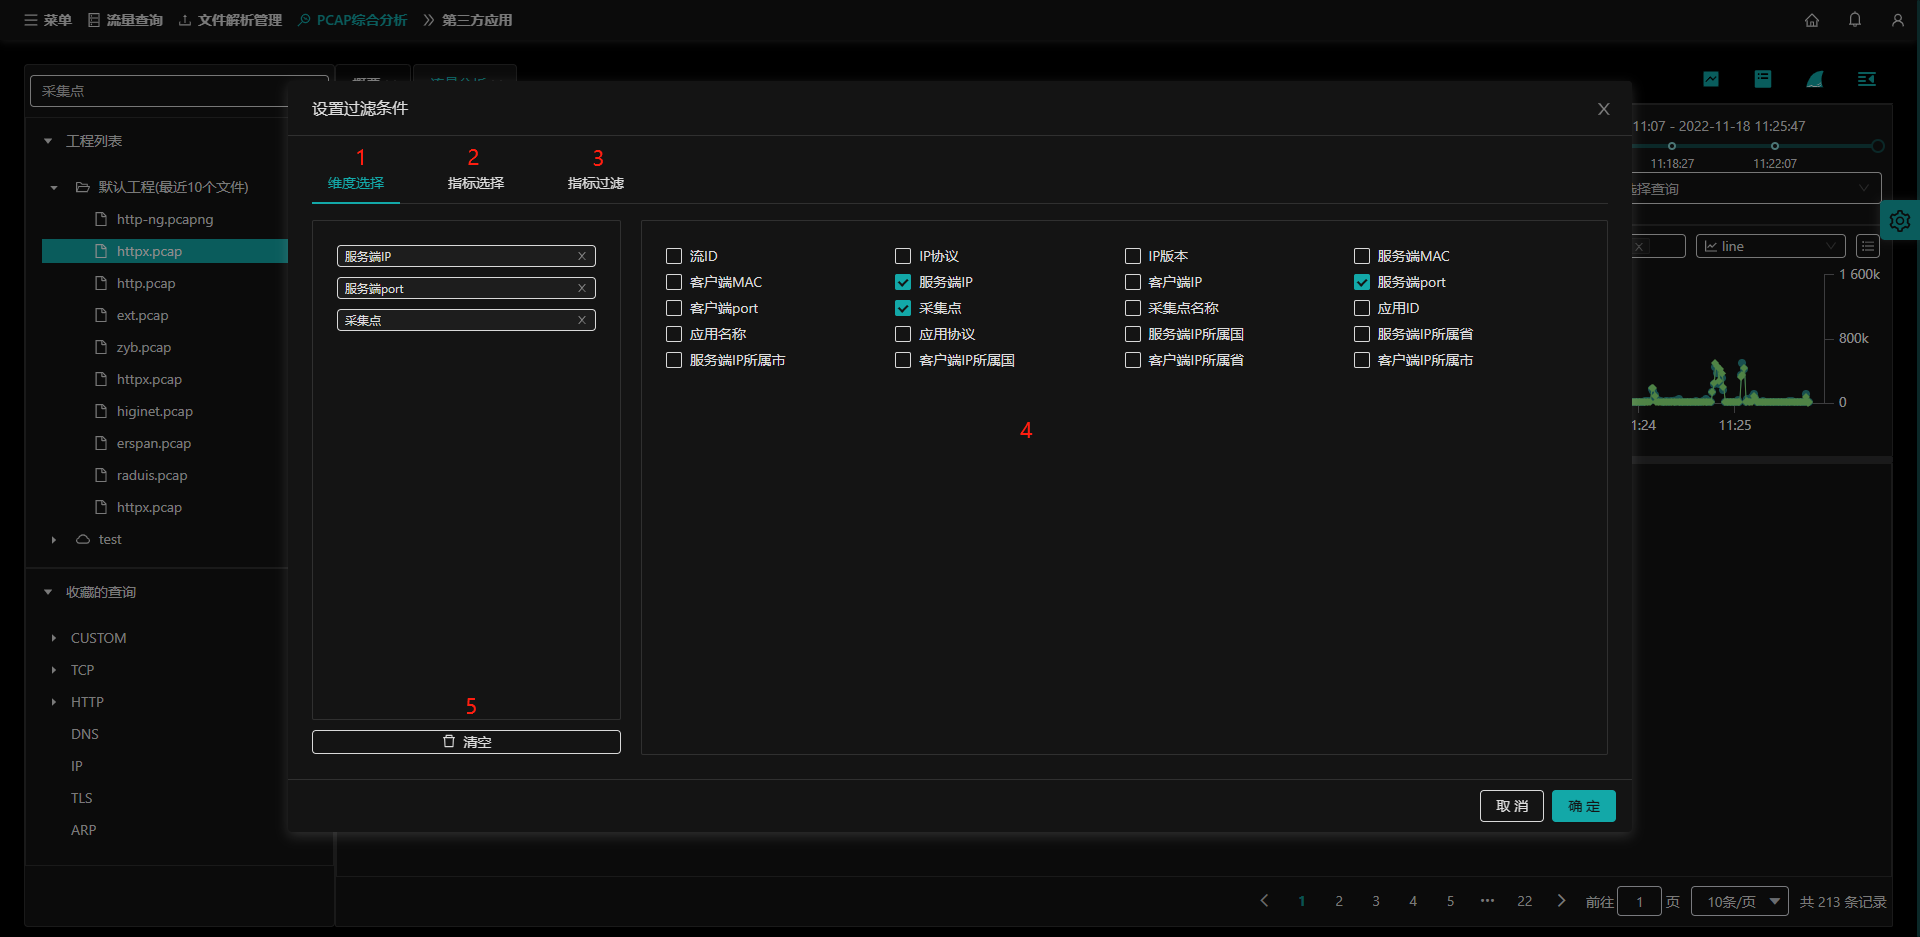 菜单 流量查询 文件解析管理 PCAP综合分析 第三方应用
采集点
工程列表
默认工程(最近10个文件)
http-ng.pcapng
httpx.pcap
http.pcap
ext.pcap
zyb.pcap
httpx.pcap
higinet.pcap
erspan.pcap
raduis.pcap
httpx.pcap
test
收藏的查询
CUSTOM
TCP
HTTP
DNS
IP
TLS
ARP
设置过滤条件
1 2 3
维度选择 指标选择 指标过滤
服务端IP
服务端port
采集点
5
清空
流ID IP协议 IP版本 服务端MAC
客户端MAC 服务端IP 客户端IP 服务端port
客户端port 采集点 采集点名称 应用ID
应用名称 应用协议 服务端IP所属国 服务端IP所属省
服务端IP所属市 客户端IP所属国 客户端IP所属省 客户端IP所属市
4
取 消 确 定
11:07 - 2022-11-18 11:25:47
11:18:27 11:22:07
选择查询
line
1 600k
800k
0
1:24 11:25
1 2 3 4 5 ••• 22 前往 1 页 10条/页 共 213 条记录